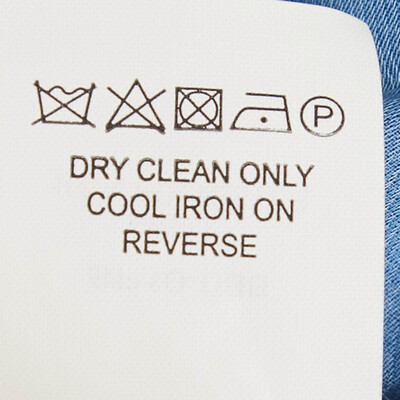 P
DRY CLEAN ONLY
COOL IRON ON
REVERSE